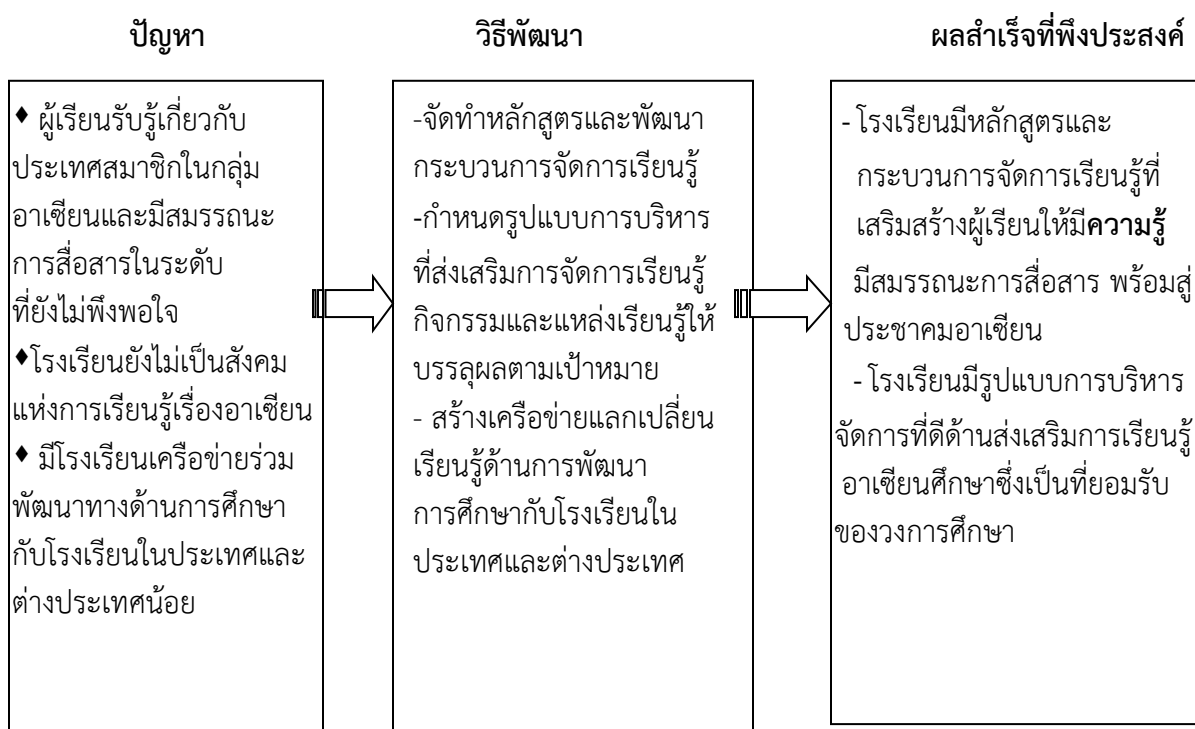 ปัญหา
วิธีพัฒนา
ผลสำเร็จที่พึงประสงค์
♦ ผู้เรียนรับรู้เกี่ยวกับ
ประเทศสมาชิกในกลุ่ม
อาเซียนและมีสมรรถนะ
การสื่อสารในระดับ
ที่ยังไม่พึงพอใจ
♦โรงเรียนยังไม่เป็นสังคม
แห่งการเรียนรู้เรื่องอาเซียน
♦ มีโรงเรียนเครือข่ายร่วม
พัฒนาทางด้านการศึกษา
กับโรงเรียนในประเทศและ
ต่างประเทศน้อย
-จัดทำหลักสูตรและพัฒนา
กระบวนการจัดการเรียนรู้
-กำหนดรูปแบบการบริหาร
ที่ส่งเสริมการจัดการเรียนรู้
กิจกรรมและแหล่งเรียนรู้ให้
บรรลุผลตามเป้าหมาย
- สร้างเครือข่ายแลกเปลี่ยน
เรียนรู้ด้านการพัฒนา
การศึกษากับโรงเรียนใน
ประเทศและต่างประเทศ
- โรงเรียนมีหลักสูตรและ
กระบวนการจัดการเรียนรู้ที่
เสริมสร้างผู้เรียนให้มีความรู้
มีสมรรถนะการสื่อสาร พร้อมสู่
ประชาคมอาเซียน
- โรงเรียนมีรูปแบบการบริหาร
จัดการที่ดีด้านส่งเสริมการเรียนรู้
อาเซียนศึกษาซึ่งเป็นที่ยอมรับ
ของวงการศึกษา